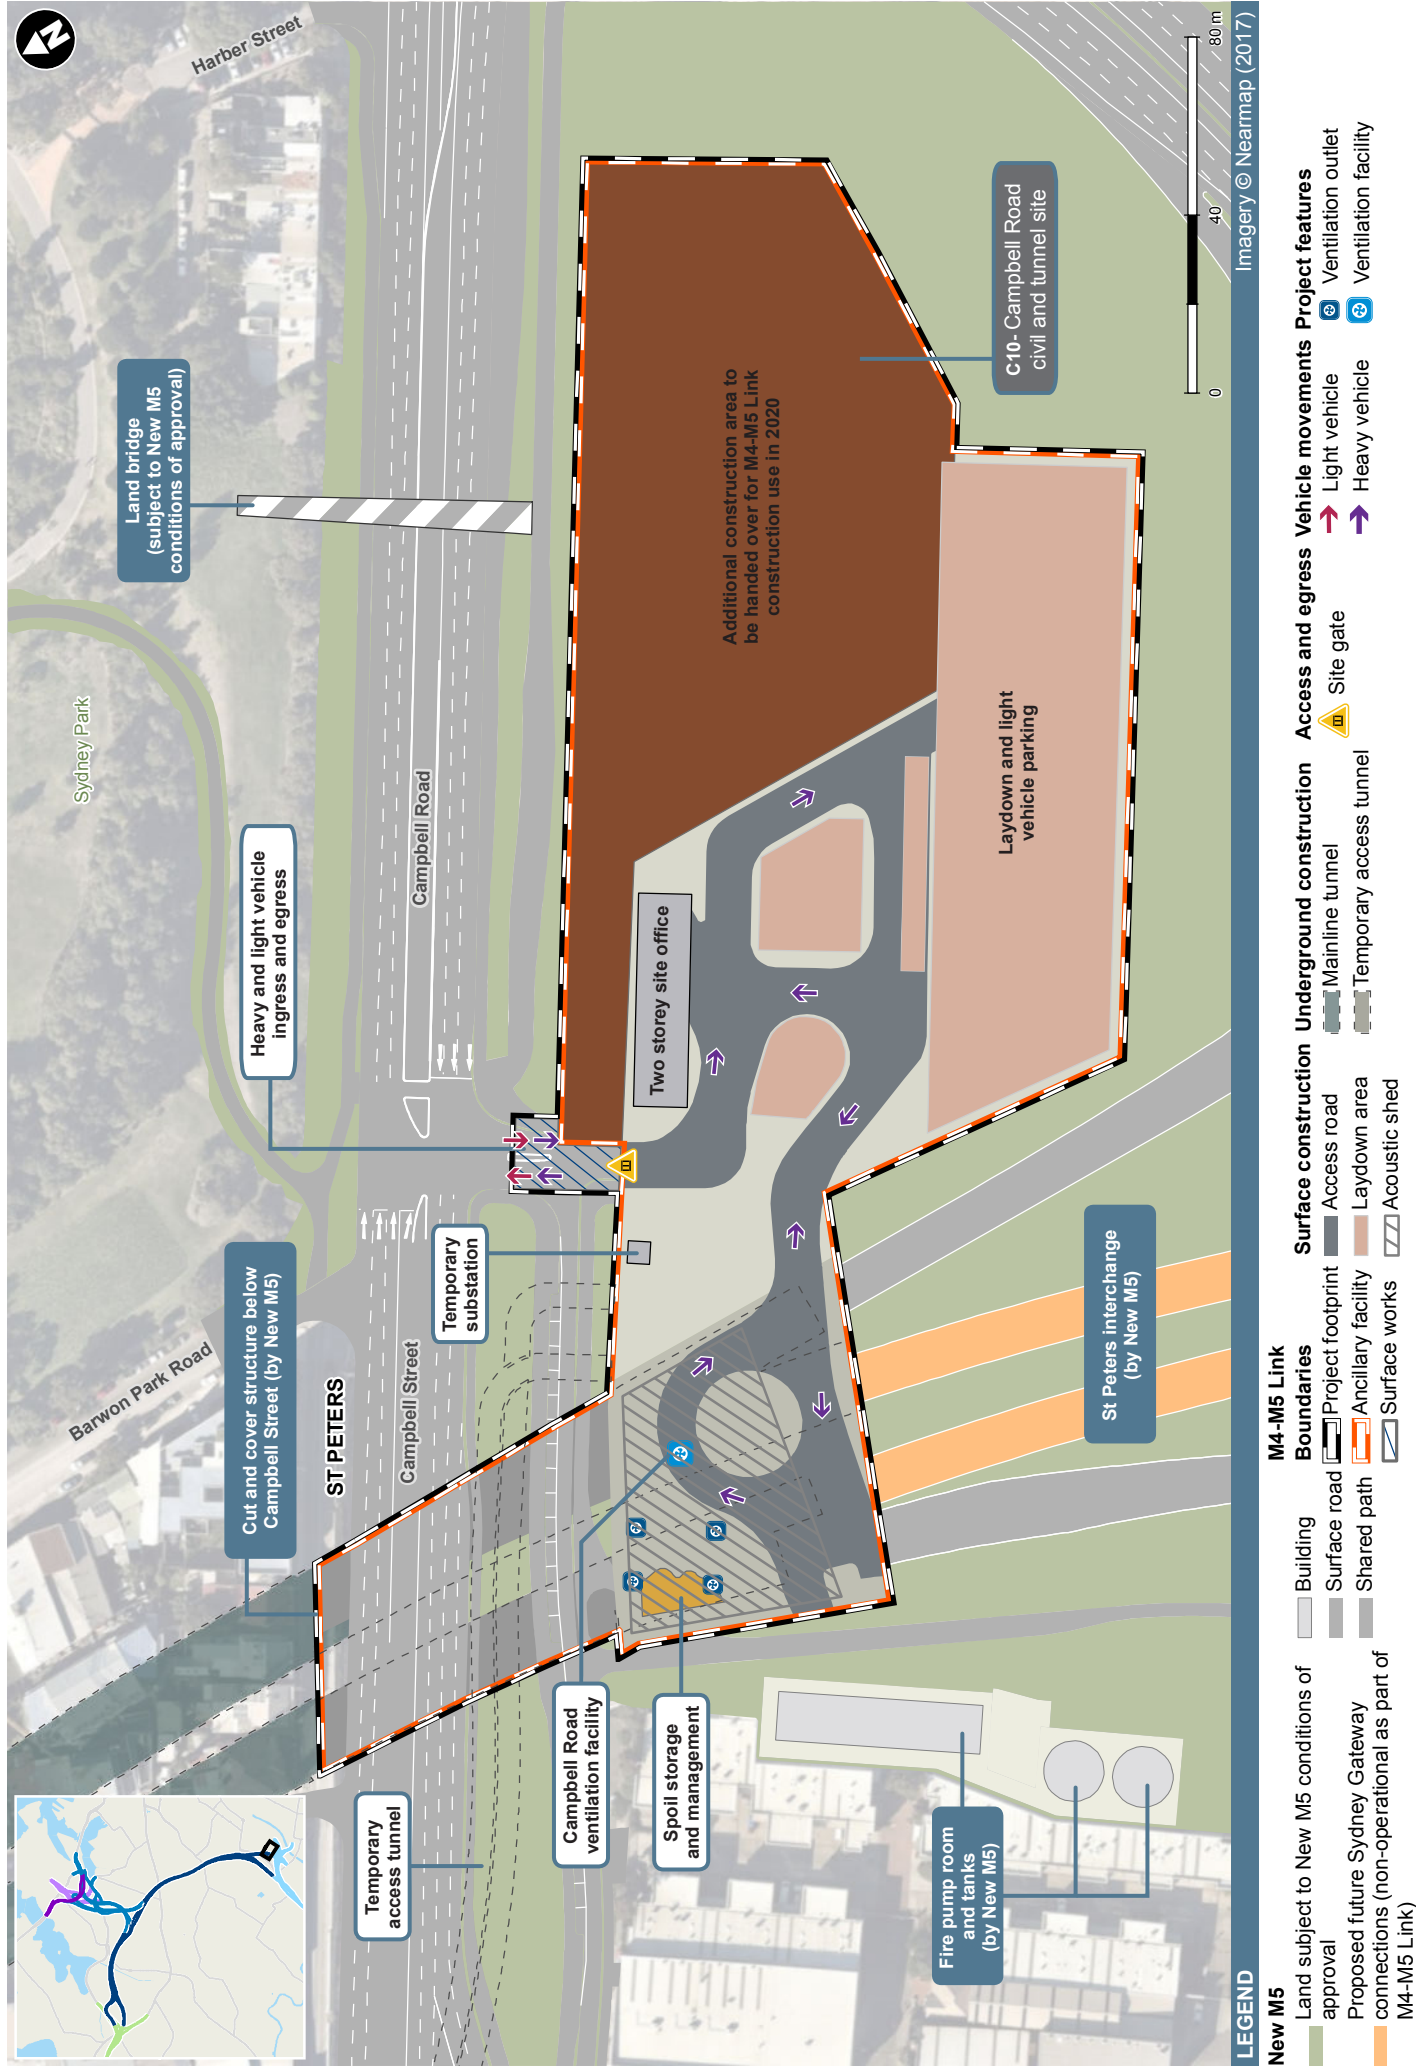 N
Harber Street
Land bridge
(subject to New M5
conditions of approval)
Sydney Park
Heavy and light vehicle
ingress and egress
Campbell Road
Cut and cover structure below
Campbell Street (by New M5)
Barwon Park Road
ST PETERS
Campbell Street
Temporary
substation
Temporary
access tunnel
Campbell Road
ventilation facility
Spoil storage
and management
Fire pump room
and tanks
(by New M5)
Two storey site office
Additional construction area to
be handed over for M4-M5 Link
construction use in 2020
Laydown and light
vehicle parking
C10- Campbell Road
civil and tunnel site
St Peters interchange
(by New M5)
0
40
80 m
Imagery © Nearmap (2017)
LEGEND
New M5
Land subject to New M5 conditions of
approval
Proposed future Sydney Gateway
connections (non-operational as part of
M4-M5 Link)
Building
Surface road
Shared path
M4-M5 Link
Boundaries
Project footprint
Ancillary facility
Surface works
Surface construction
Access road
Laydown area
Acoustic shed
Underground construction
Mainline tunnel
Temporary access tunnel
Access and egress
Site gate
Vehicle movements
Light vehicle
Heavy vehicle
Project features
Ventilation outlet
Ventilation facility